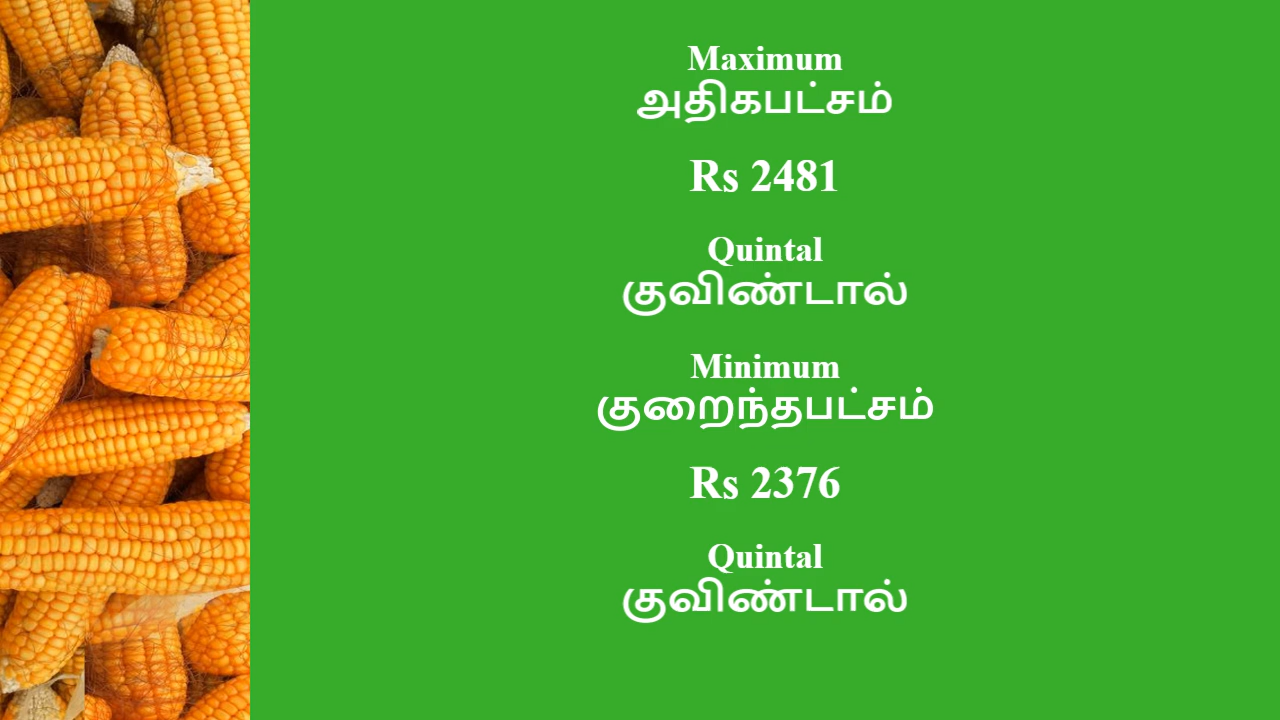 Maximum
அதிகபட்சம்
Rs 2481
Quintal
குவிண்டால்
Minimum
குறைந்தபட்சம்
Rs 2376
Quintal
குவிண்டால்